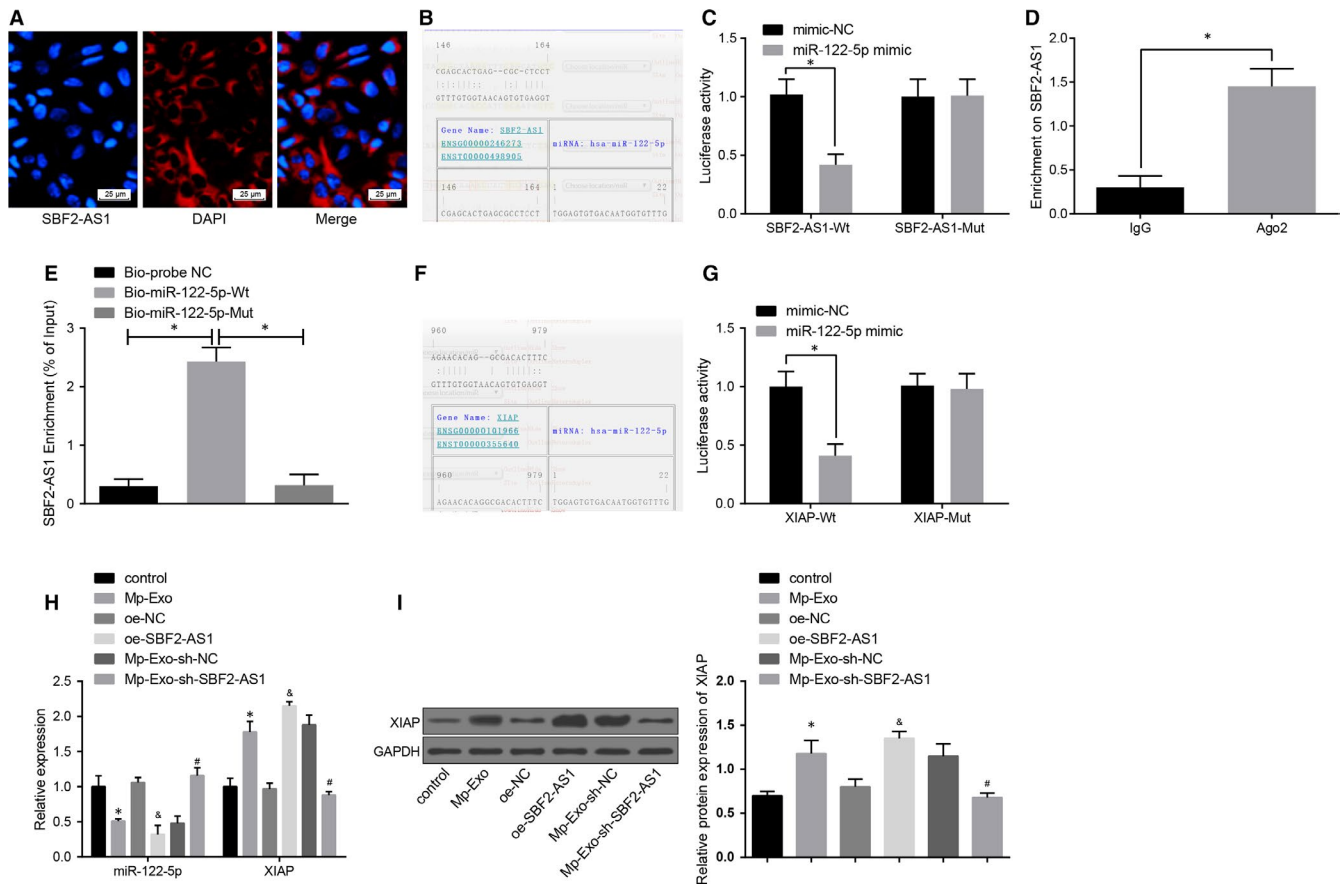 A
25 µm
25 µm
25 µm
SBF2-AS1
DAPI
Merge
B
146 164
CGAGCACTGAG--CGC-CTCCT
GTTTGTGGTAACAGTGTGAGGT
Gene Name: SBF2-AS1
ENSG00000246273
ENST00000498905
miRNA: hsa-miR-122-5p
146 164
1 22
CGAGCACTGAGCGCCTCCT
TGGAGTGTGACAATGGTGTTTG
C
mimic-NC
miR-122-5p mimic
Luciferase activity
1.5
1.0
0.5
0.0
*
SBF2-AS1-Wt
SBF2-AS1-Mut
D
Enrichment on SBF2-AS1
2.0
1.5
1.0
0.5
0.0
*
IgG
Ago2
E
Bio-probe NC
Bio-miR-122-5p-Wt
Bio-miR-122-5p-Mut
SBF2-AS1 Enrichment (% of Input)
3
2
1
0
* *
F
960 979
AGAACACAG--GCGACACTTTC
GTTTGTGGTAACAGTGTGAGGT
Gene Name: XIAP
ENSG00000101966
ENST00000355640
miRNA: hsa-miR-122-5p
960 979
1 22
AGAACACAGGCGACACTTTC
TGGAGTGTGACAATGGTGTTTG
G
mimic-NC
miR-122-5p mimic
Luciferase activity
1.5
1.0
0.5
0.0
*
XIAP-Wt
XIAP-Mut
H
control
Mp-Exo
oe-NC
oe-SBF2-AS1
Mp-Exo-sh-NC
Mp-Exo-sh-SBF2-AS1
Relative expression
2.5
2.0
1.5
1.0
0.5
0.0
* & # * & #
miR-122-5p
XIAP
I
XIAP
GAPDH
control
Mp-Exo
oe-NC
oe-SBF2-AS1
Mp-Exo-sh-NC
Mp-Exo-sh-SBF2-AS1
control
Mp-Exo
oe-NC
oe-SBF2-AS1
Mp-Exo-sh-NC
Mp-Exo-sh-SBF2-AS1
Relative protein expression of XIAP
2.0
1.5
1.0
0.5
0.0
* & #